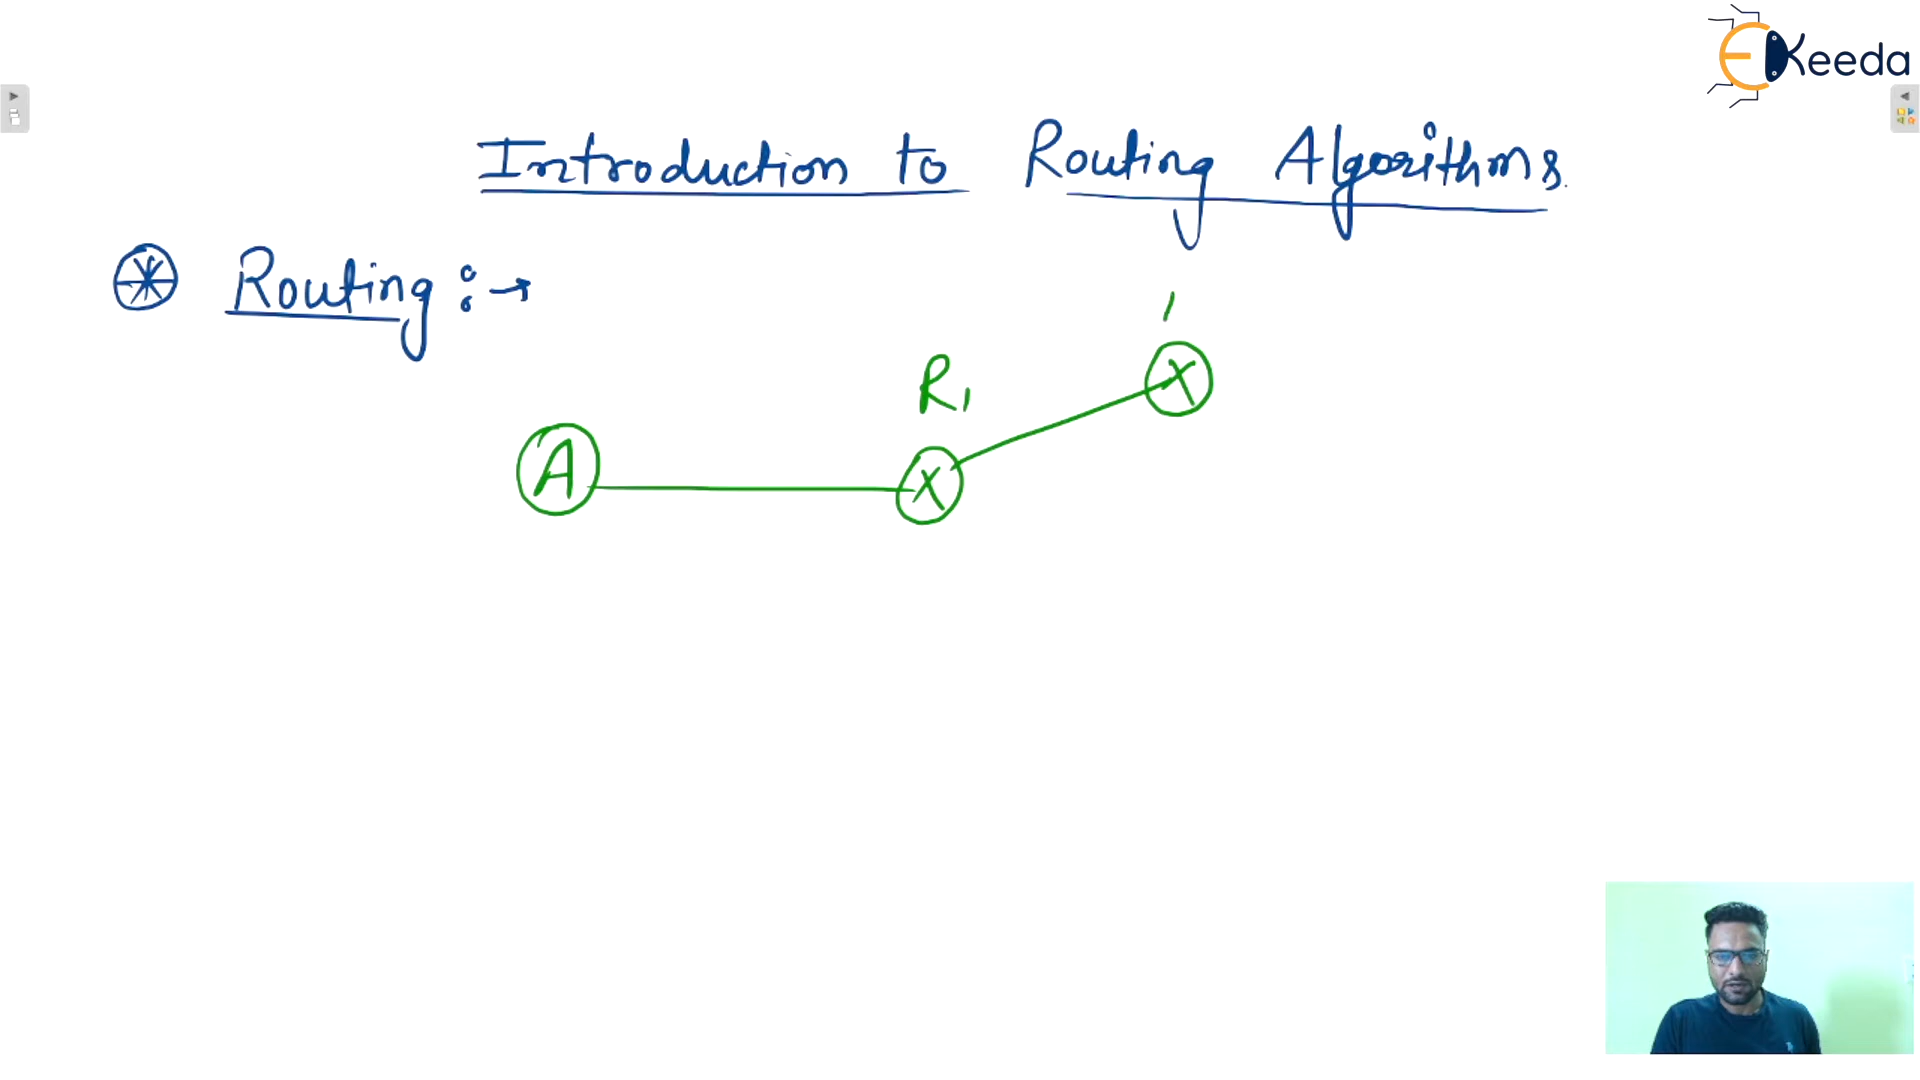 EKeeda
Introduction to Routing Algorithms.
Routing :→
R1
X
A
X